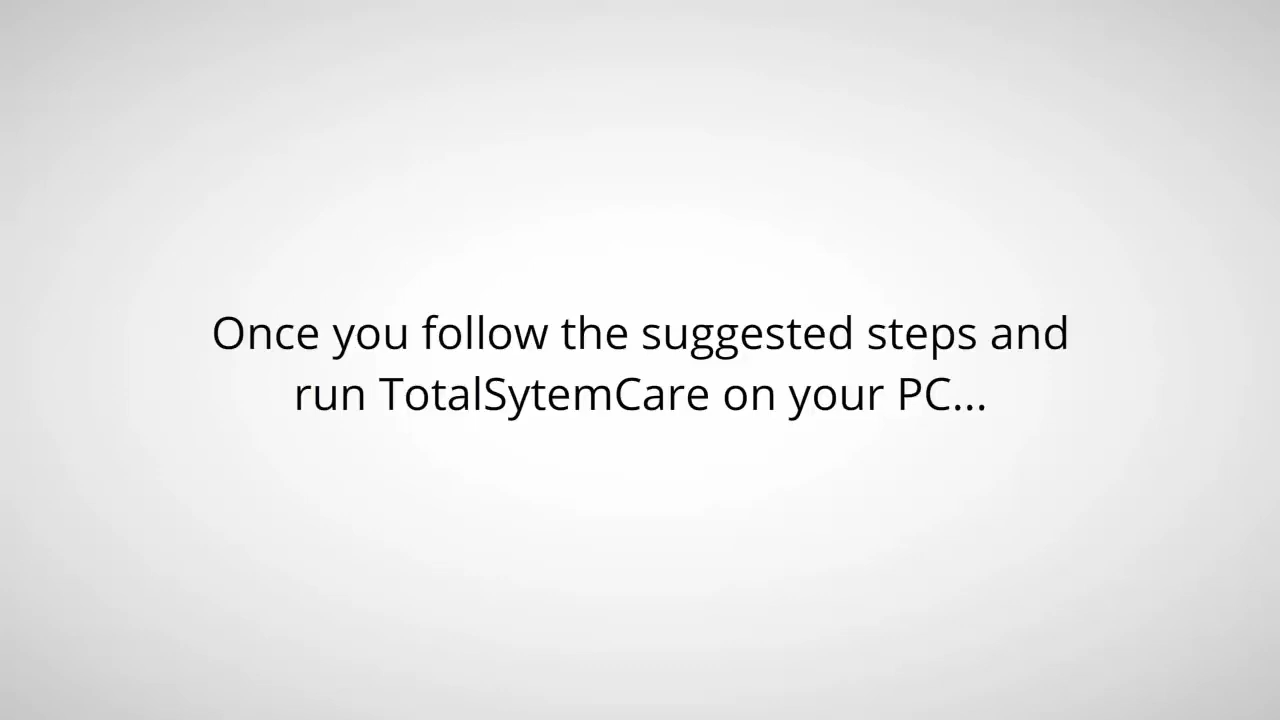 Once you follow the suggested steps and
run TotalSytemCare on your PC...